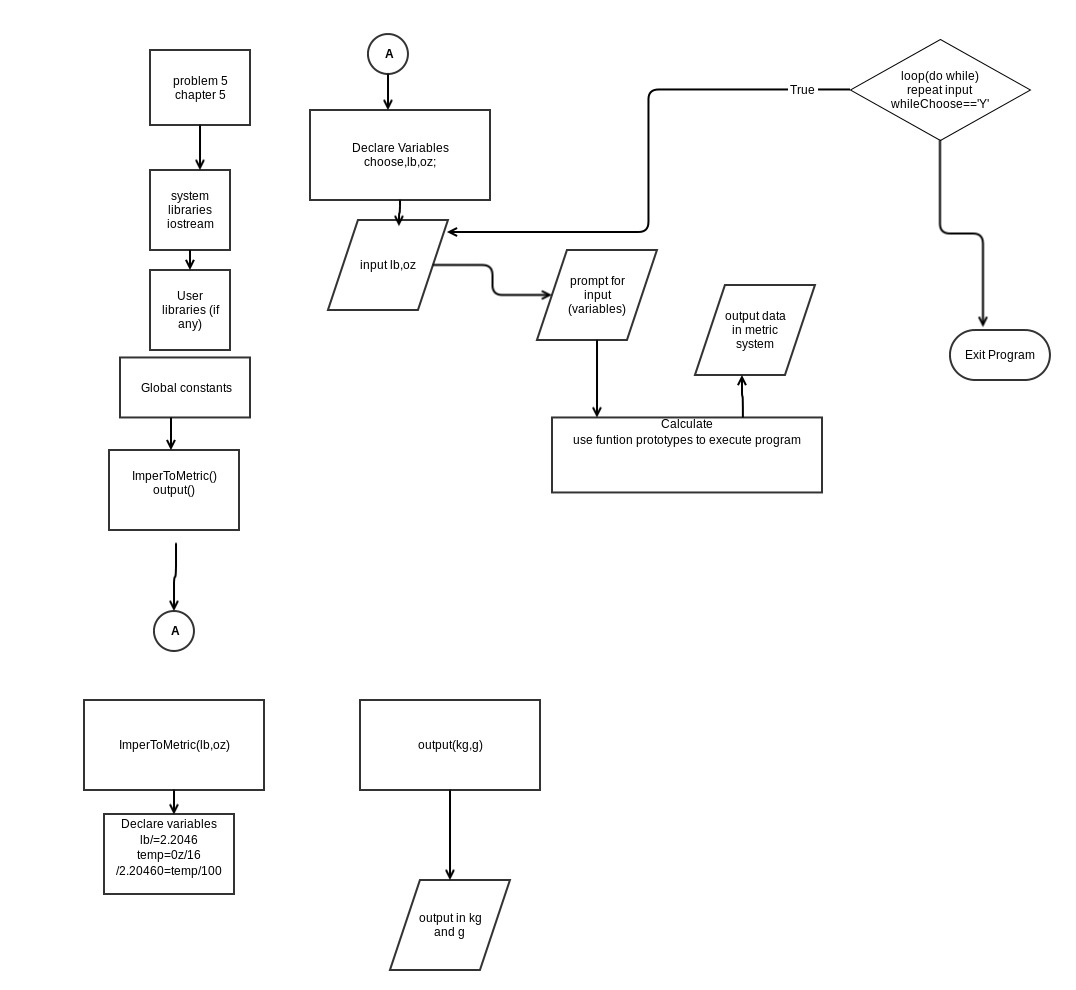 problem 5
chapter 5
system
libraries
iostream
User
libraries (if
any)
Global constants
ImperToMetric()
output()
A
A
Declare Variables
choose,lb,oz;
input lb,oz
prompt for
input
(variables)
Calculate
use funtion prototypes to execute program
output data
in metric
system
loop(do while)
repeat input
whileChoose=='Y'
True
Exit Program
ImperToMetric(lb,oz)
Declare variables
lb/=2.2046
temp=0z/16
/2.20460=temp/100
output(kg,g)
output in kg
and g